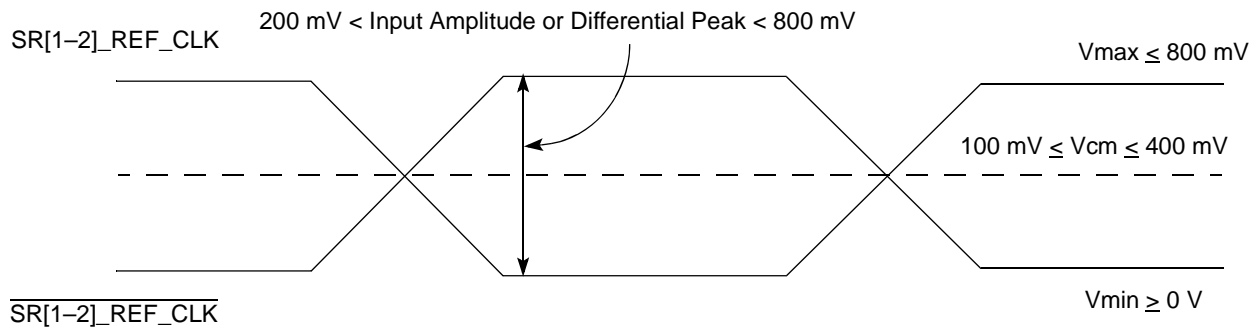 200 mV < Input Amplitude or Differential Peak < 800 mV
SR[1–2]_REF_CLK
Vmax ≤ 800 mV
100 mV ≤ Vcm ≤ 400 mV
Vmin ≥ 0 V
SR[1–2]_REF_CLK